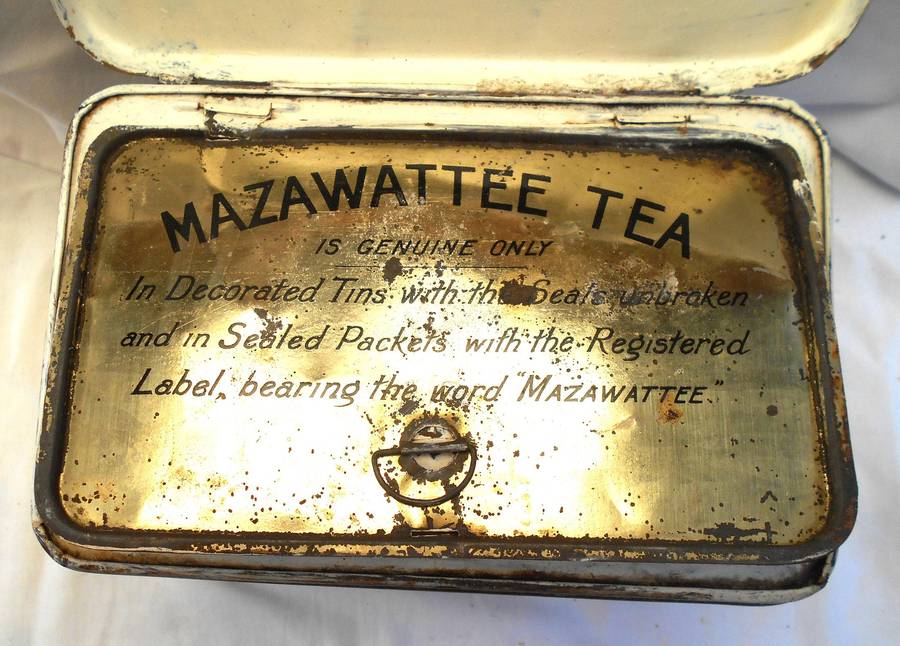 MAZAWATTEE TEA
IS GENUINE ONLY
In Decorated Tins with the Seals unbroken
and in Sealed Packets with the Registered
Label, bearing the word "MAZAWATTEE."